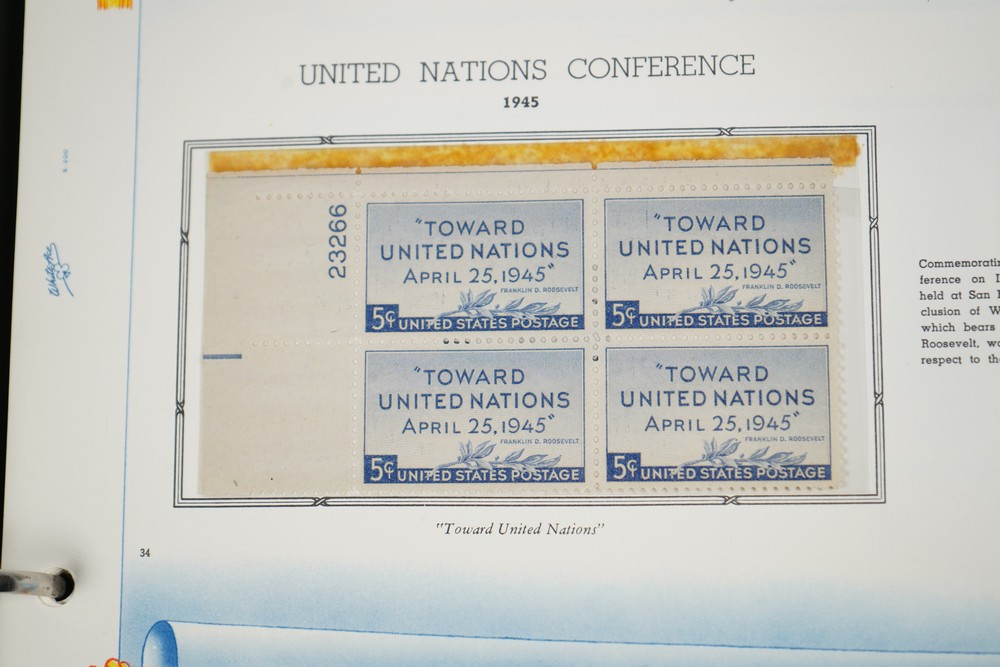 UNITED NATIONS CONFERENCE
1945
23266
"TOWARD
UNITED NATIONS
APRIL 25, 1945"
FRANKLIN D. ROOSEVELT
5¢ UNITED STATES POSTAGE
"TOWARD
UNITED NATIONS
APRIL 25, 1945"
FRANKLIN D. ROOSEVELT
5¢ UNITED STATES POSTAGE
"TOWARD
UNITED NATIONS
APRIL 25, 1945"
FRANKLIN D. ROOSEVELT
5¢ UNITED STATES POSTAGE
"TOWARD
UNITED NATIONS
APRIL 25, 1945"
FRANKLIN D. ROOSEVELT
5¢ UNITED STATES POSTAGE
"Toward United Nations"
34
Commemoratin
ference on
held at San
clusion of W
which bears
Roosevelt, w
respect to th